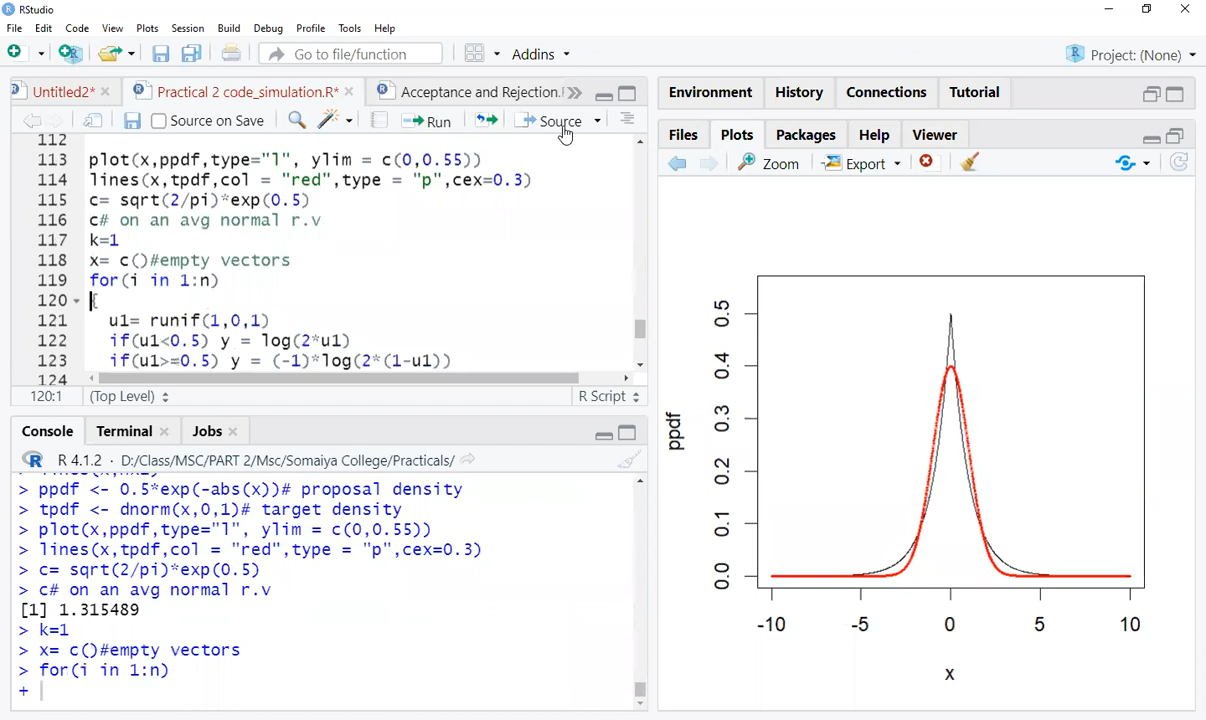 RStudio
File Edit Code View Plots Session Build Debug Profile Tools Help
Go to file/function Addins Project: (None)
Untitled2* Practical 2 code_simulation.R* Acceptance and Rejection.
Source on Save Run Source
112
113 plot(x,ppdf,type="l", ylim = c(0,0.55))
114 lines(x,tpdf,col = "red",type = "p",cex=0.3)
115 c= sqrt(2/pi)*exp(0.5)
116 c# on an avg normal r.v
117 k=1
118 x= c()#empty vectors
119 for(i in 1:n)
120 {
121 u1= runif(1,0,1)
122 if(u1<0.5) y = log(2*u1)
123 if(u1>=0.5) y = (-1)*log(2*(1-u1))
124
120:1 (Top Level) R Script
Console Terminal Jobs
R 4.1.2 · D:/Class/MSC/PART 2/Msc/Somaiya College/Practicals/
> ppdf <- 0.5*exp(-abs(x))# proposal density
> tpdf <- dnorm(x,0,1)# target density
> plot(x,ppdf,type="l", ylim = c(0,0.55))
> lines(x,tpdf,col = "red",type = "p",cex=0.3)
> c= sqrt(2/pi)*exp(0.5)
> c# on an avg normal r.v
[1] 1.315489
> k=1
> x= c()#empty vectors
> for(i in 1:n)
+
Environment History Connections Tutorial
Files Plots Packages Help Viewer
Zoom Export
0.5
0.4
0.3
0.2
0.1
0.0
ppdf
-10 -5 0 5 10
x